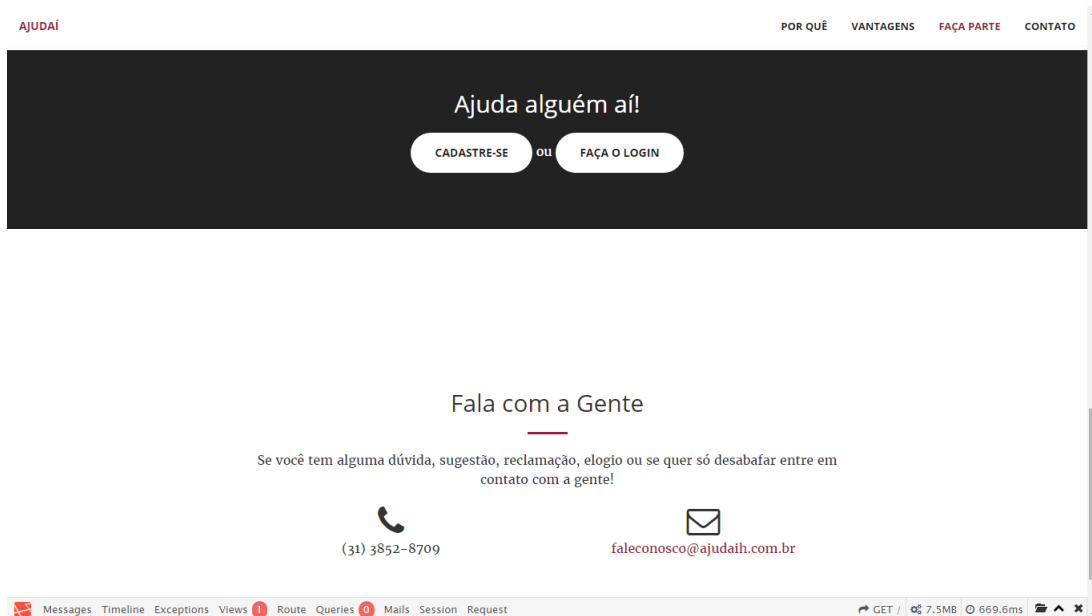 AJUDAÍ POR QUÊ VANTAGENS FAÇA PARTE CONTATO
Ajuda alguém aí!
CADASTRE-SE ou FAÇA O LOGIN
Fala com a Gente
Se você tem alguma dúvida, sugestão, reclamação, elogio ou se quer só desabafar entre em
contato com a gente!
(31) 3852-8709 faleconosco@ajudaih.com.br
Messages Timeline Exceptions Views 1 Route Queries 0 Mails Session Request GET / 7.5MB 669.6ms